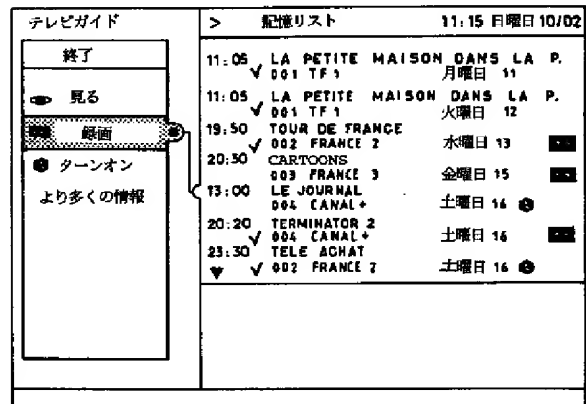 テレビガイド
> 記憶リスト 11:15 日曜日 10/02
終了
見る
録画
ターンオン
より多くの情報
11:05 LA PETITE MAISON DANS LA P.
✓ 001 TF1 月曜日 11
11:05 LA PETITE MAISON DANS LA P.
✓ 001 TF1 火曜日 12
19:50 TOUR DE FRANCE
✓ 002 FRANCE 2 水曜日 13
20:50 CARTOONS
003 FRANCE 3 金曜日 15
13:00 LE JOURNAL
004 CANAL+ 土曜日 16
20:20 TERMINATOR 2
✓ 004 CANAL+ 土曜日 16
23:30 TELE ACHAT
▼ ✓ 002 FRANCE 2 土曜日 16